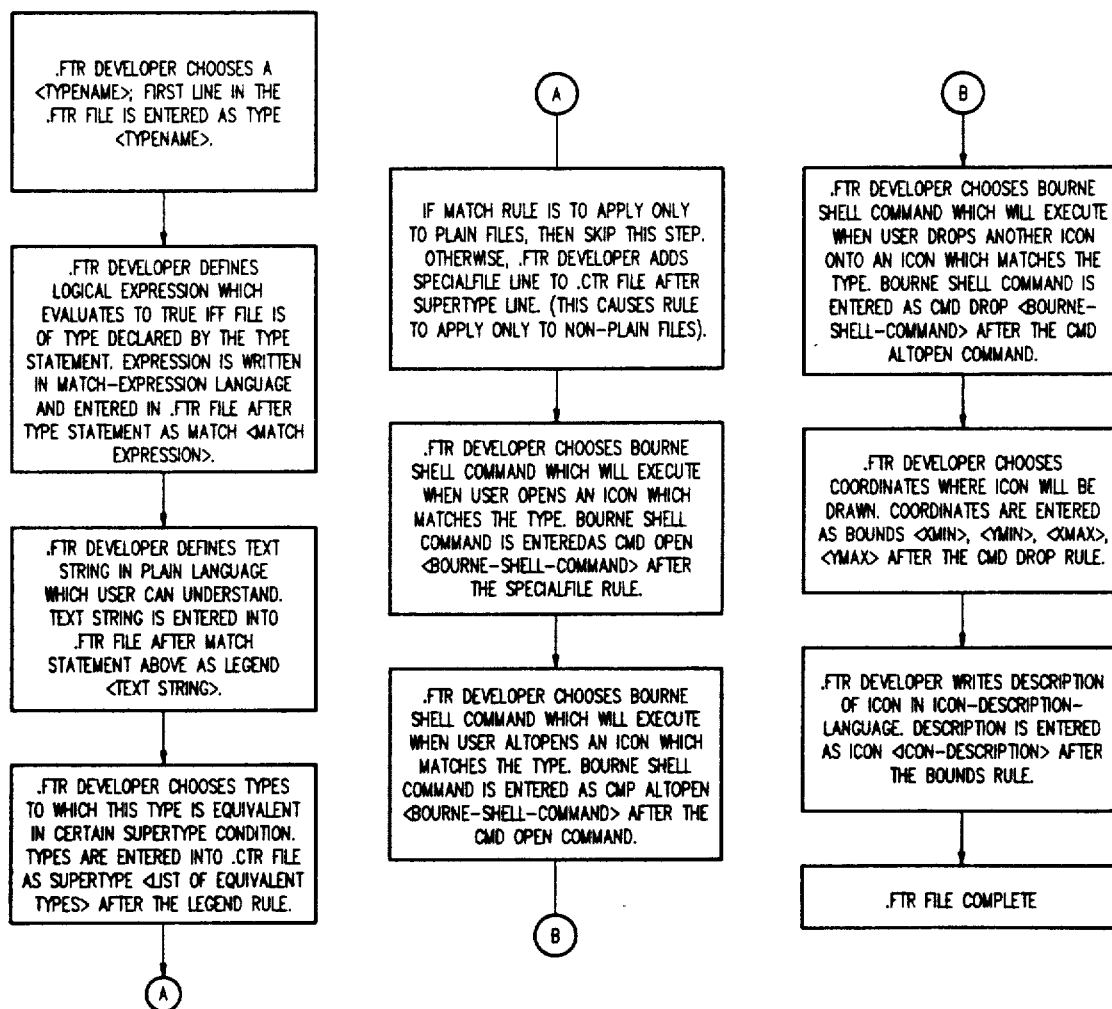 .FTR DEVELOPER CHOOSES A
<TYPENAME>; FIRST LINE IN THE
.FTR FILE IS ENTERED AS TYPE
<TYPENAME>.
.FTR DEVELOPER DEFINES
LOGICAL EXPRESSION WHICH
EVALUATES TO TRUE IFF FILE IS
OF TYPE DECLARED BY THE TYPE
STATEMENT. EXPRESSION IS WRITTEN
IN MATCH-EXPRESSION LANGUAGE
AND ENTERED IN .FTR FILE AFTER
TYPE STATEMENT AS MATCH <MATCH
EXPRESSION>.
.FTR DEVELOPER DEFINES TEXT
STRING IN PLAIN LANGUAGE
WHICH USER CAN UNDERSTAND.
TEXT STRING IS ENTERED INTO
.FTR FILE AFTER MATCH
STATEMENT ABOVE AS LEGEND
<TEXT STRING>.
.FTR DEVELOPER CHOOSES TYPES
TO WHICH THIS TYPE IS EQUIVALENT
IN CERTAIN SUPERTYPE CONDITION.
TYPES ARE ENTERED INTO .CTR FILE
AS SUPERTYPE <LIST OF EQUIVALENT
TYPES> AFTER THE LEGEND RULE.
A
A
IF MATCH RULE IS TO APPLY ONLY
TO PLAIN FILES, THEN SKIP THIS STEP.
OTHERWISE, .FTR DEVELOPER ADDS
SPECIALFILE LINE TO .CTR FILE AFTER
SUPERTYPE LINE. (THIS CAUSES RULE
TO APPLY ONLY TO NON-PLAIN FILES).
.FTR DEVELOPER CHOOSES BOURNE
SHELL COMMAND WHICH WILL EXECUTE
WHEN USER OPENS AN ICON WHICH
MATCHES THE TYPE. BOURNE SHELL
COMMAND IS ENTEREDAS CMD OPEN
<BOURNE-SHELL-COMMAND> AFTER
THE SPECIALFILE RULE.
.FTR DEVELOPER CHOOSES BOURNE
SHELL COMMAND WHICH WILL EXECUTE
WHEN USER ALTOPENS AN ICON WHICH
MATCHES THE TYPE. BOURNE SHELL
COMMAND IS ENTERED AS CMP ALTOPEN
<BOURNE-SHELL-COMMAND> AFTER THE
CMD OPEN COMMAND.
B
B
.FTR DEVELOPER CHOOSES BOURNE
SHELL COMMAND WHICH WILL EXECUTE
WHEN USER DROPS ANOTHER ICON
ONTO AN ICON WHICH MATCHES THE
TYPE. BOURNE SHELL COMMAND IS
ENTERED AS CMD DROP <BOURNE-
SHELL-COMMAND> AFTER THE CMD
ALTOPEN COMMAND.
.FTR DEVELOPER CHOOSES
COORDINATES WHERE ICON WILL BE
DRAWN. COORDINATES ARE ENTERED
AS BOUNDS <XMIN>, <YMIN>, <XMAX>,
<YMAX> AFTER THE CMD DROP RULE.
.FTR DEVELOPER WRITES DESCRIPTION
OF ICON IN ICON-DESCRIPTION-
LANGUAGE. DESCRIPTION IS ENTERED
AS ICON <ICON-DESCRIPTION> AFTER
THE BOUNDS RULE.
.FTR FILE COMPLETE